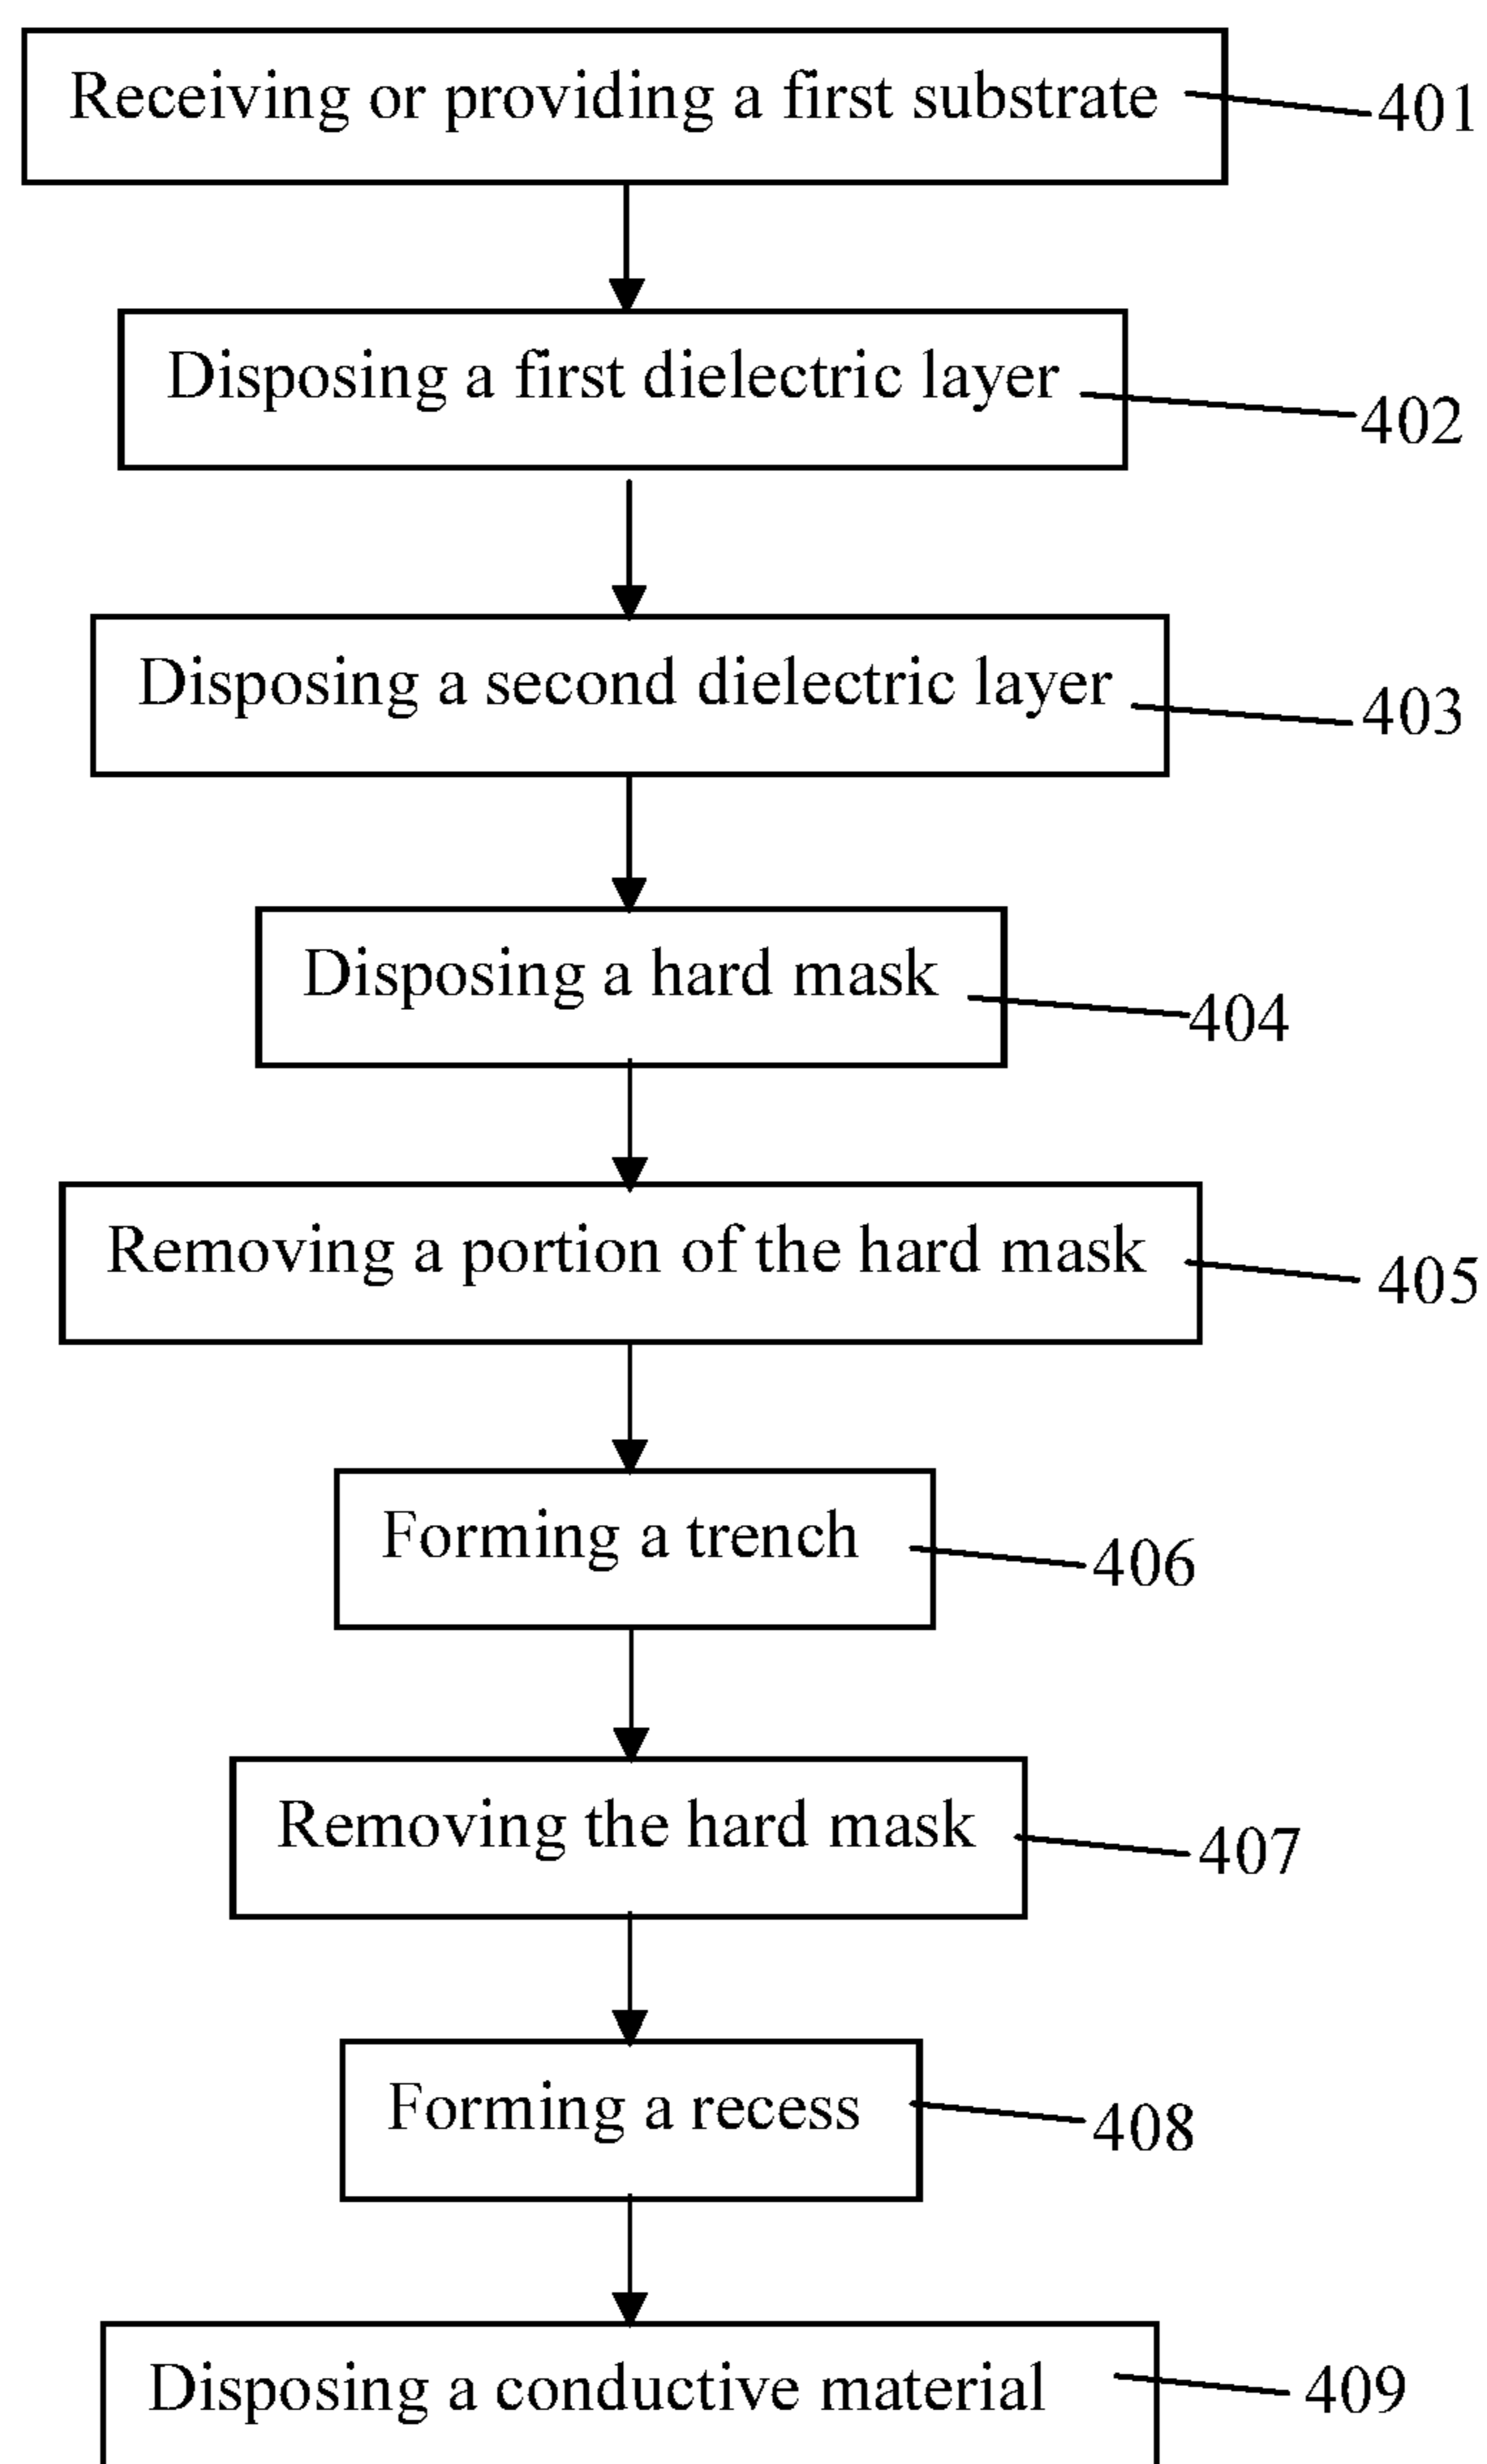 Receiving or providing a first substrate 401
Disposing a first dielectric layer 402
Disposing a second dielectric layer 403
Disposing a hard mask 404
Removing a portion of the hard mask 405
Forming a trench 406
Removing the hard mask 407
Forming a recess 408
Disposing a conductive material 409